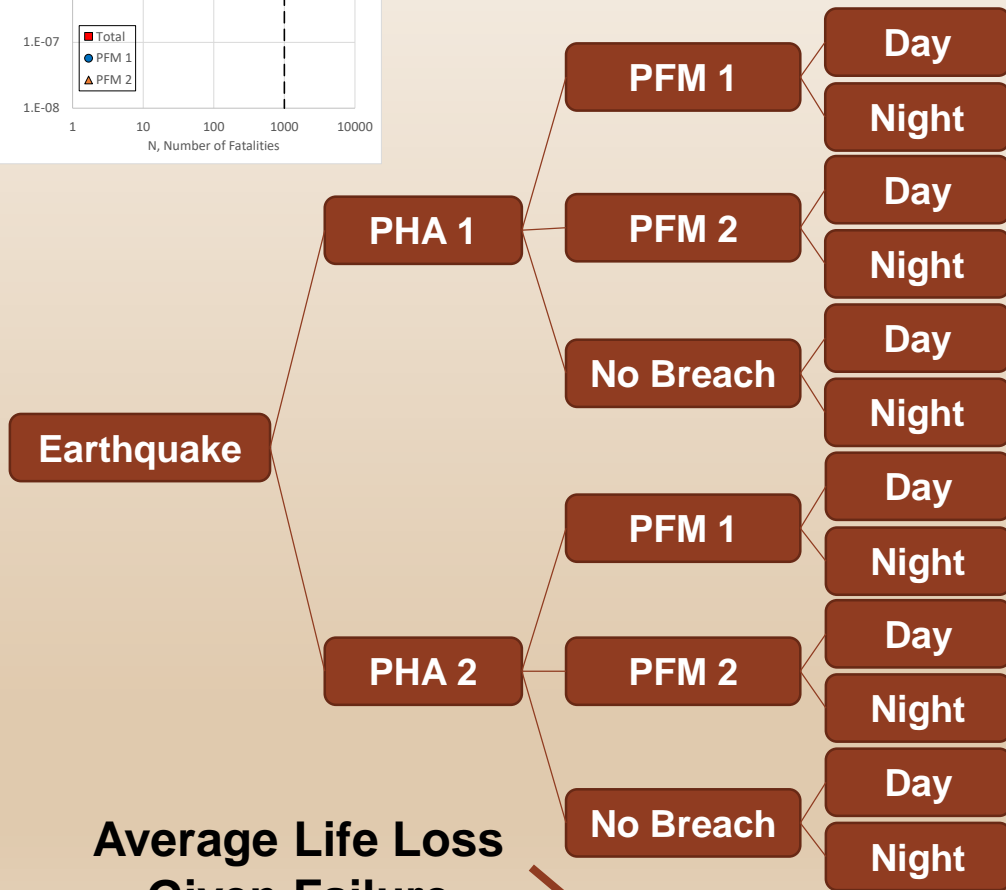 1.E-07
1.E-08
Total
PFM 1
PFM 2
1 10 100 1000 10000
N, Number of Fatalities
Earthquake
PHA 1
PFM 1
Day
Night
PFM 2
Day
Night
No Breach
Day
Night
PHA 2
PFM 1
Day
Night
PFM 2
Day
Night
No Breach
Day
Night
Average Life Loss
Given Failure